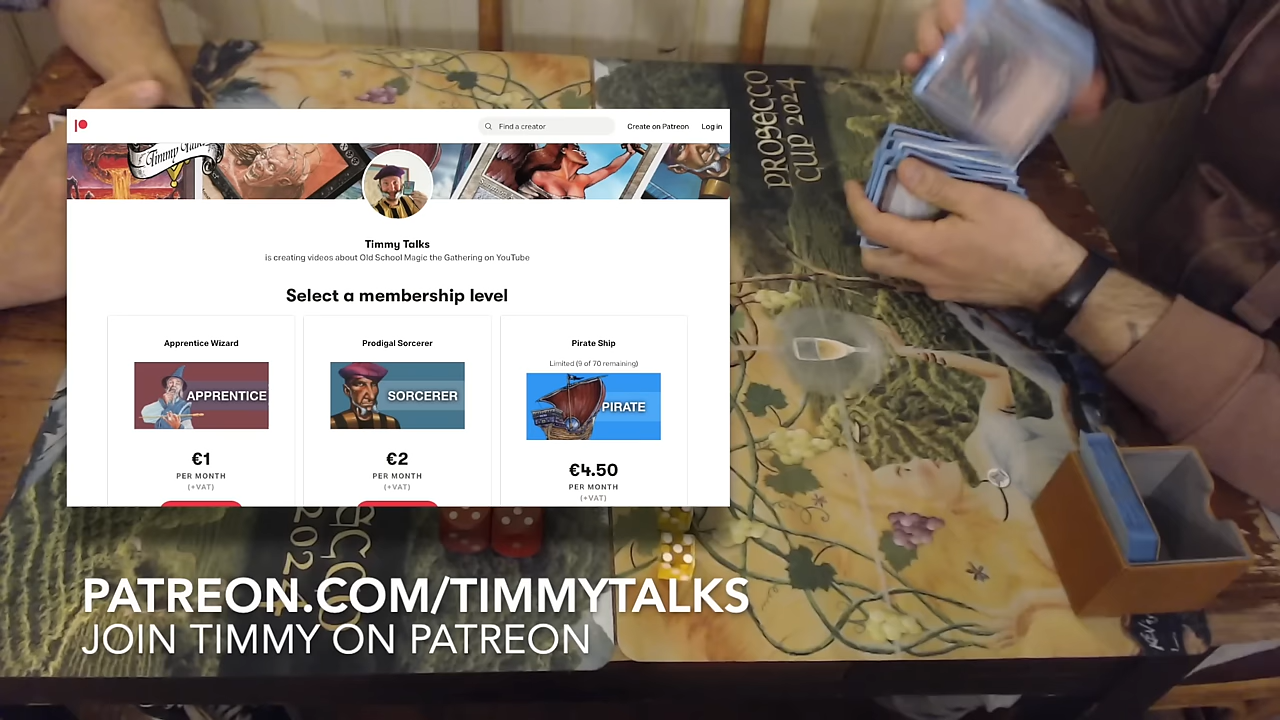 PROSECCO
CUP 2024
Find a creator
Create on Patreon
Log in
Timmy Talks
Timmy Talks
is creating videos about Old School Magic the Gathering on YouTube
Select a membership level
Apprentice Wizard
APPRENTICE
€1
PER MONTH
(+VAT)
Prodigal Sorcerer
SORCERER
€2
PER MONTH
(+VAT)
Pirate Ship
Limited (9 of 70 remaining)
PIRATE
€4.50
PER MONTH
(+VAT)
2024
PATREON.COM/TIMMYTALKS
JOIN TIMMY ON PATREON